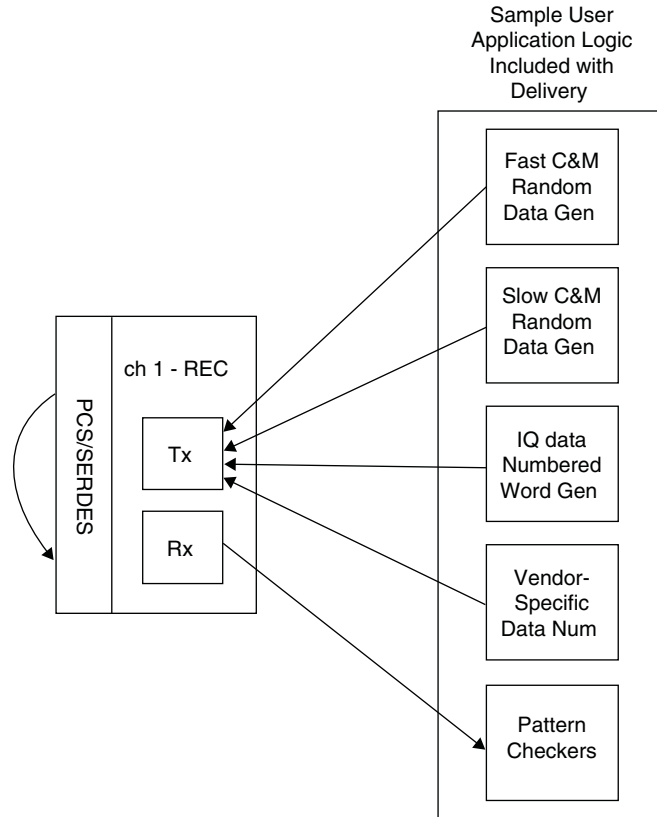 Sample User
Application Logic
Included with
Delivery
Fast C&M
Random
Data Gen
Slow C&M
Random
Data Gen
ch 1 - REC
PCS/SERDES
Tx
IQ data
Numbered
Word Gen
Rx
Vendor-
Specific
Data Num
Pattern
Checkers